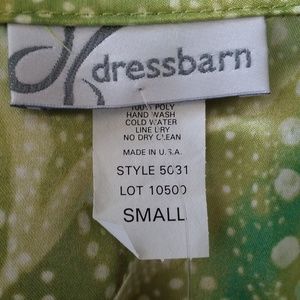 dressbarn
100% POLY
HAND WASH
COLD WATER
LINE DRY
NO DRY CLEAN
MADE IN U.S.A.
STYLE 5031
LOT 10500
SMALL